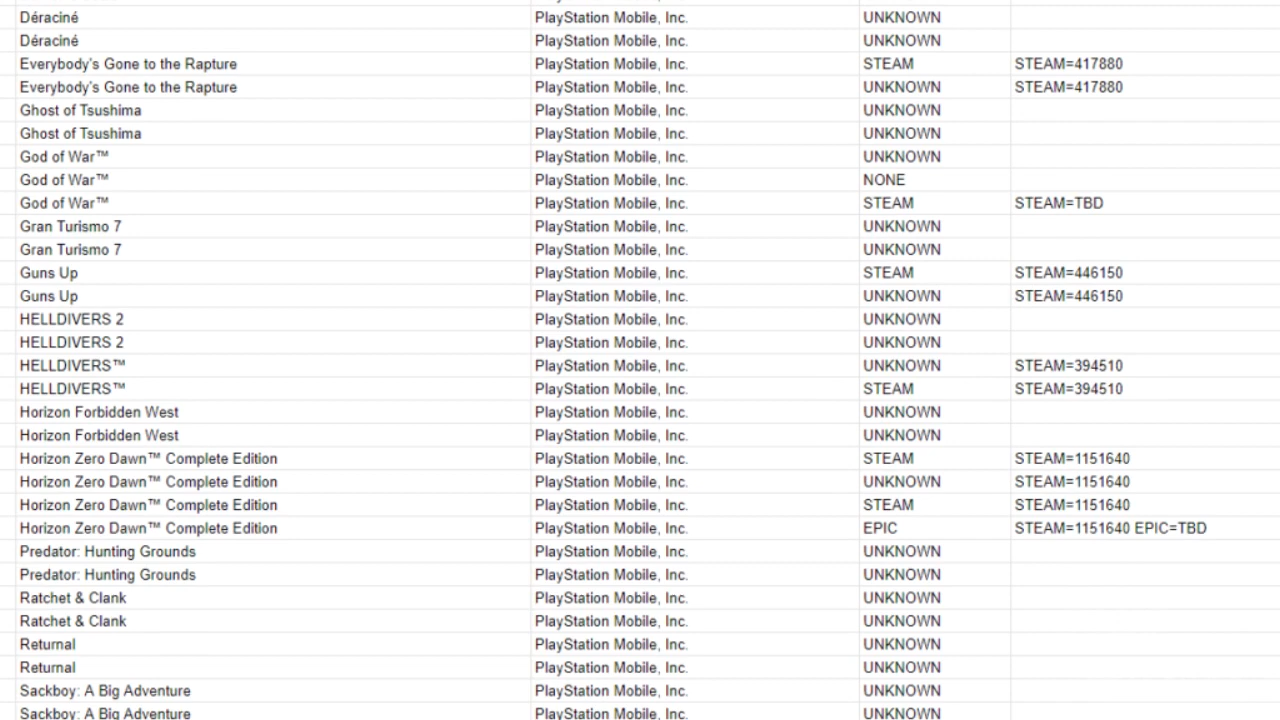 Déraciné PlayStation Mobile, Inc. UNKNOWN
Déraciné PlayStation Mobile, Inc. UNKNOWN
Everybody's Gone to the Rapture PlayStation Mobile, Inc. STEAM STEAM=417880
Everybody's Gone to the Rapture PlayStation Mobile, Inc. UNKNOWN STEAM=417880
Ghost of Tsushima PlayStation Mobile, Inc. UNKNOWN
Ghost of Tsushima PlayStation Mobile, Inc. UNKNOWN
God of War™ PlayStation Mobile, Inc. UNKNOWN
God of War™ PlayStation Mobile, Inc. NONE
God of War™ PlayStation Mobile, Inc. STEAM STEAM=TBD
Gran Turismo 7 PlayStation Mobile, Inc. UNKNOWN
Gran Turismo 7 PlayStation Mobile, Inc. UNKNOWN
Guns Up PlayStation Mobile, Inc. STEAM STEAM=446150
Guns Up PlayStation Mobile, Inc. UNKNOWN STEAM=446150
HELLDIVERS 2 PlayStation Mobile, Inc. UNKNOWN
HELLDIVERS 2 PlayStation Mobile, Inc. UNKNOWN
HELLDIVERS™ PlayStation Mobile, Inc. UNKNOWN STEAM=394510
HELLDIVERS™ PlayStation Mobile, Inc. STEAM STEAM=394510
Horizon Forbidden West PlayStation Mobile, Inc. UNKNOWN
Horizon Forbidden West PlayStation Mobile, Inc. UNKNOWN
Horizon Zero Dawn™ Complete Edition PlayStation Mobile, Inc. STEAM STEAM=1151640
Horizon Zero Dawn™ Complete Edition PlayStation Mobile, Inc. UNKNOWN STEAM=1151640
Horizon Zero Dawn™ Complete Edition PlayStation Mobile, Inc. STEAM STEAM=1151640
Horizon Zero Dawn™ Complete Edition PlayStation Mobile, Inc. EPIC STEAM=1151640 EPIC=TBD
Predator: Hunting Grounds PlayStation Mobile, Inc. UNKNOWN
Predator: Hunting Grounds PlayStation Mobile, Inc. UNKNOWN
Ratchet & Clank PlayStation Mobile, Inc. UNKNOWN
Ratchet & Clank PlayStation Mobile, Inc. UNKNOWN
Returnal PlayStation Mobile, Inc. UNKNOWN
Returnal PlayStation Mobile, Inc. UNKNOWN
Sackboy: A Big Adventure PlayStation Mobile, Inc. UNKNOWN
Sackboy: A Big Adventure PlayStation Mobile, Inc. UNKNOWN